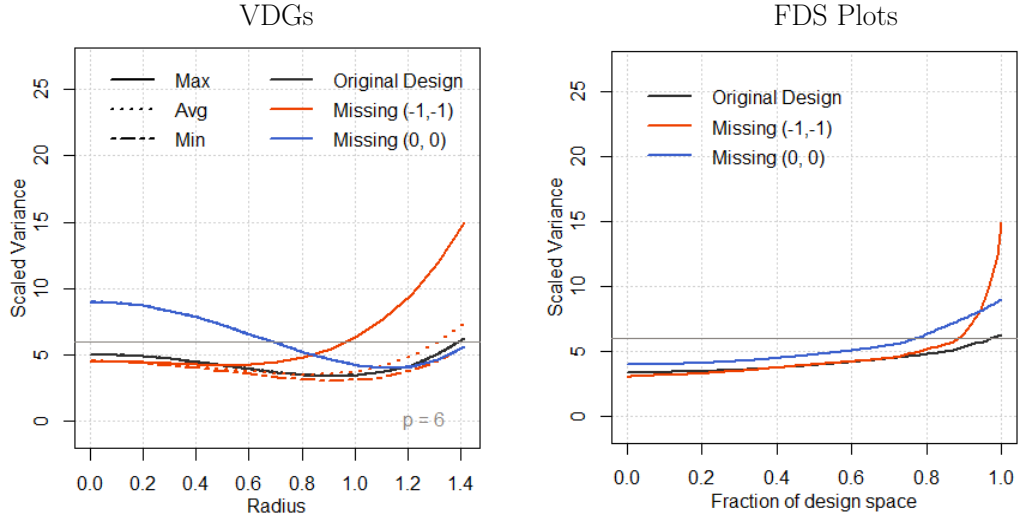 VDGs
Max
Avg
Min
Original Design
Missing (-1,-1)
Missing (0, 0)
25
20
15
10
5
0
Scaled Variance
p = 6
0.0 0.2 0.4 0.6 0.8 1.0 1.2 1.4
Radius
FDS Plots
Original Design
Missing (-1,-1)
Missing (0, 0)
25
20
15
10
5
0
Scaled Variance
0.0 0.2 0.4 0.6 0.8 1.0
Fraction of design space